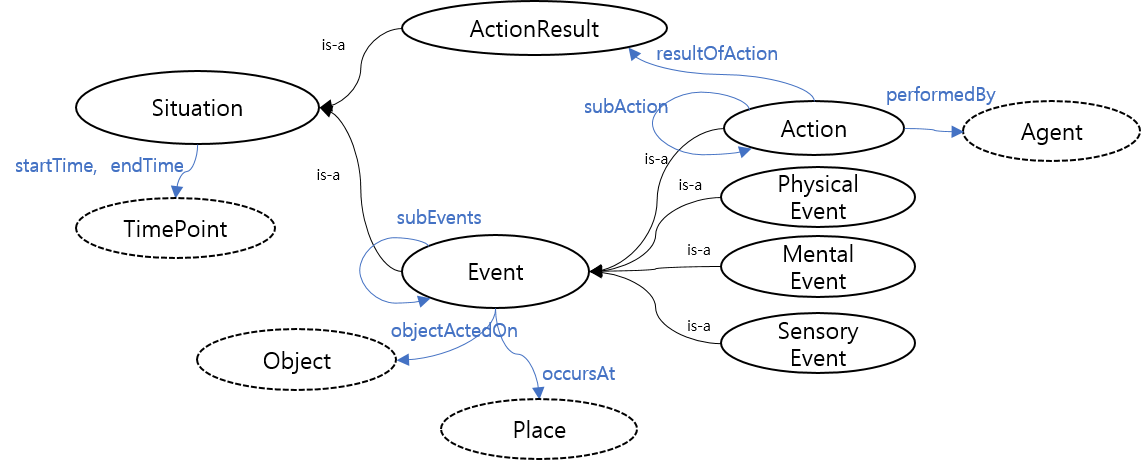 ActionResult
is-a
resultOfAction
Situation
subAction
performedBy
Action
Agent
startTime, endTime
is-a
is-a
is-a
Physical
Event
TimePoint
subEvents
Mental
Event
is-a
Event
is-a
Sensory
Event
objectActedOn
Object
occursAt
Place